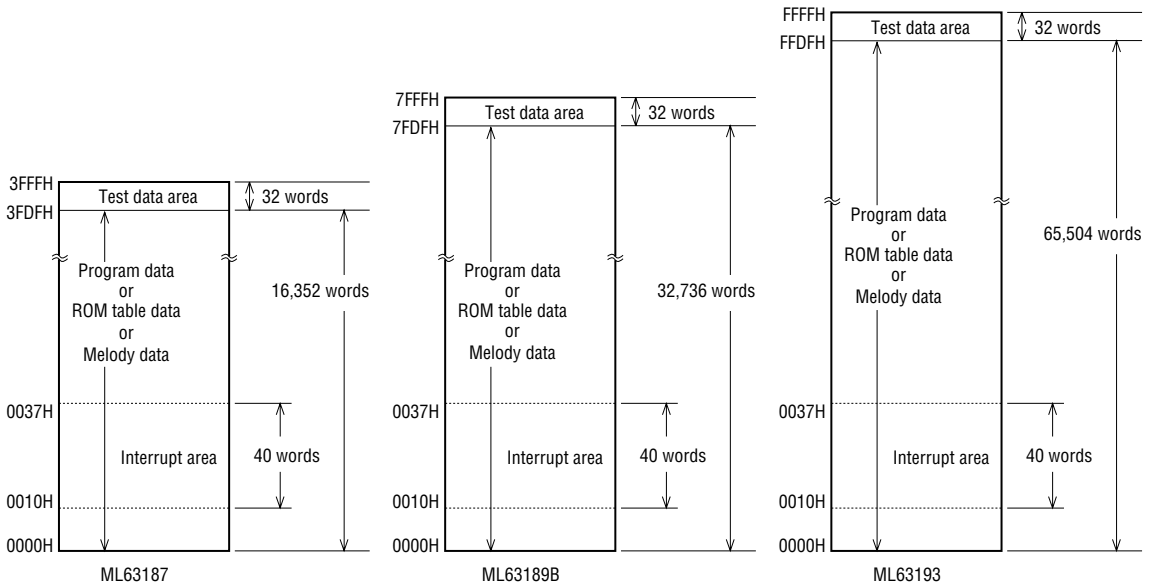 3FFFH
Test data area
32 words
3FDFH
Program data
or
ROM table data
or
Melody data
16,352 words
0037H
Interrupt area
40 words
0010H
0000H
ML63187
7FFFH
Test data area
32 words
7FDFH
Program data
or
ROM table data
or
Melody data
32,736 words
0037H
Interrupt area
40 words
0010H
0000H
ML63189B
FFFFH
Test data area
32 words
FFDFH
Program data
or
ROM table data
or
Melody data
65,504 words
0037H
Interrupt area
40 words
0010H
0000H
ML63193